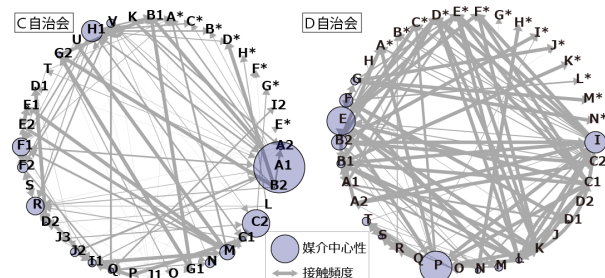 C自治会
H1
V
K
B1
A*
C*
B*
D*
H*
F*
G*
I2
E*
A2
A1
B2
L
C2
C1
M
N
G1
O
J1
P
Q
I1
J2
J3
D2
R
S
F2
F1
E2
E1
D1
T
G2
U
D自治会
A*
B*
C*
D*
E*
F*
G*
H*
I*
J*
K*
L*
M*
N*
I
C2
C1
D2
D1
J
K
L
M
N
O
P
Q
R
S
T
A2
A1
B1
B2
E
F
G
H
媒介中心性
接触頻度